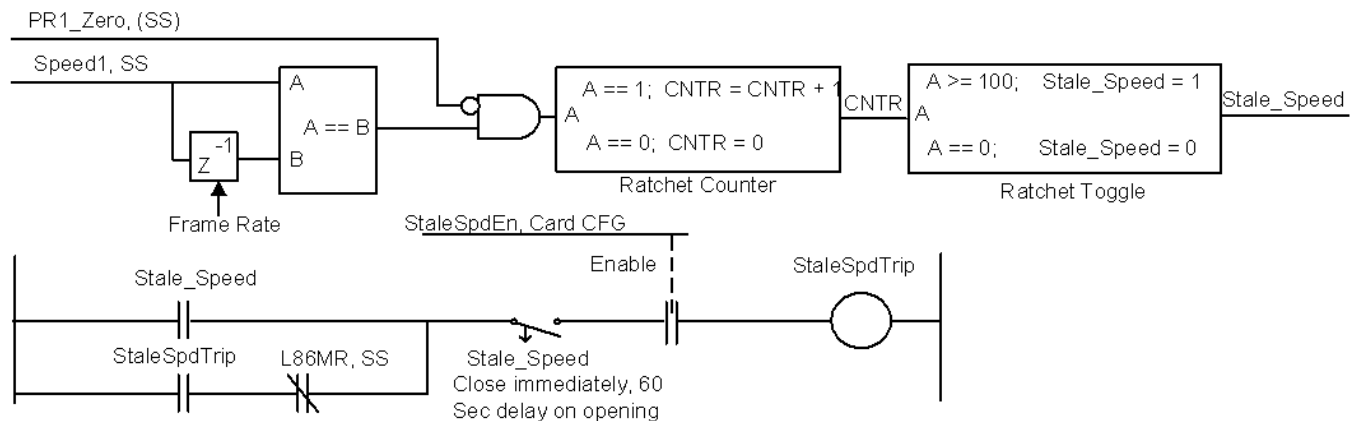 PR1_Zero, (SS)
Speed1, SS
A
A == B
B
Z
-1
Frame Rate
A == 1; CNTR = CNTR + 1
A
A == 0; CNTR = 0
Ratchet Counter
CNTR
A >= 100; Stale_Speed = 1
A
A == 0; Stale_Speed = 0
Ratchet Toggle
Stale_Speed
StaleSpdEn, Card CFG
Enable
Stale_Speed
StaleSpdTrip
StaleSpdTrip
L86MR, SS
Stale_Speed
Close immediately, 60
Sec delay on opening